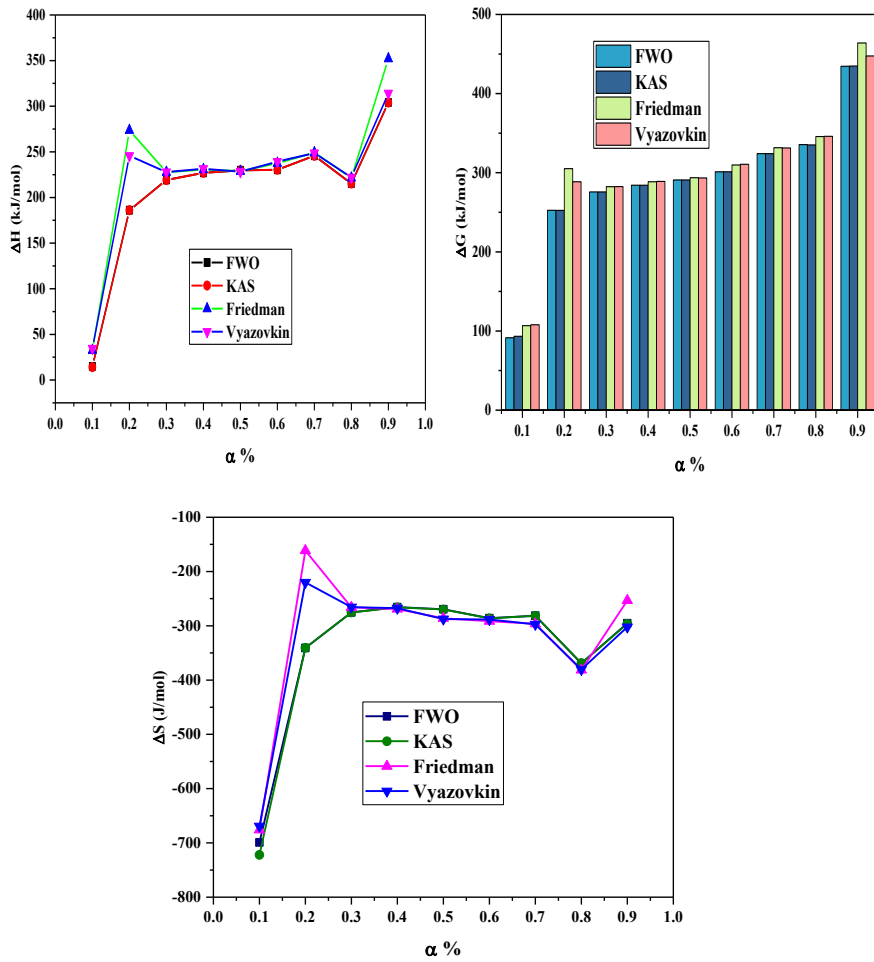 ΔH (kJ/mol)
400
350
300
250
200
150
100
50
0
FWO
KAS
Friedman
Vyazovkin
0.0 0.1 0.2 0.3 0.4 0.5 0.6 0.7 0.8 0.9 1.0
α %
ΔG (kJ/mol)
500
400
300
200
100
0
FWO
KAS
Friedman
Vyazovkin
0.1 0.2 0.3 0.4 0.5 0.6 0.7 0.8 0.9
α %
ΔS (J/mol)
-100
-200
-300
-400
-500
-600
-700
-800
FWO
KAS
Friedman
Vyazovkin
0.0 0.1 0.2 0.3 0.4 0.5 0.6 0.7 0.8 0.9 1.0
α %